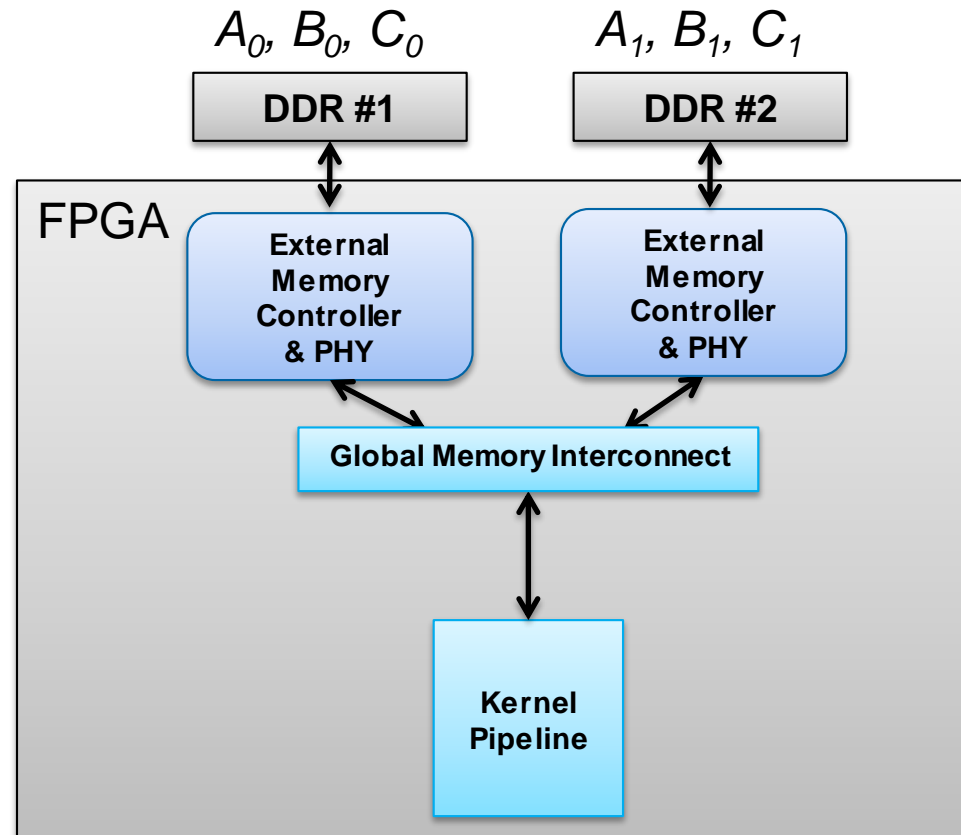 A₀, B₀, C₀
A₁, B₁, C₁
DDR #1
DDR #2
FPGA
External
Memory
Controller
& PHY
External
Memory
Controller
& PHY
Global Memory Interconnect
Kernel
Pipeline